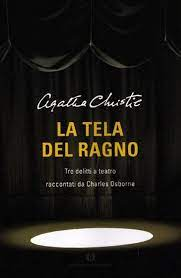 Agatha Christie
LA TELA
DEL RAGNO
Tre delitti a teatro
raccontati da Charles Osborne